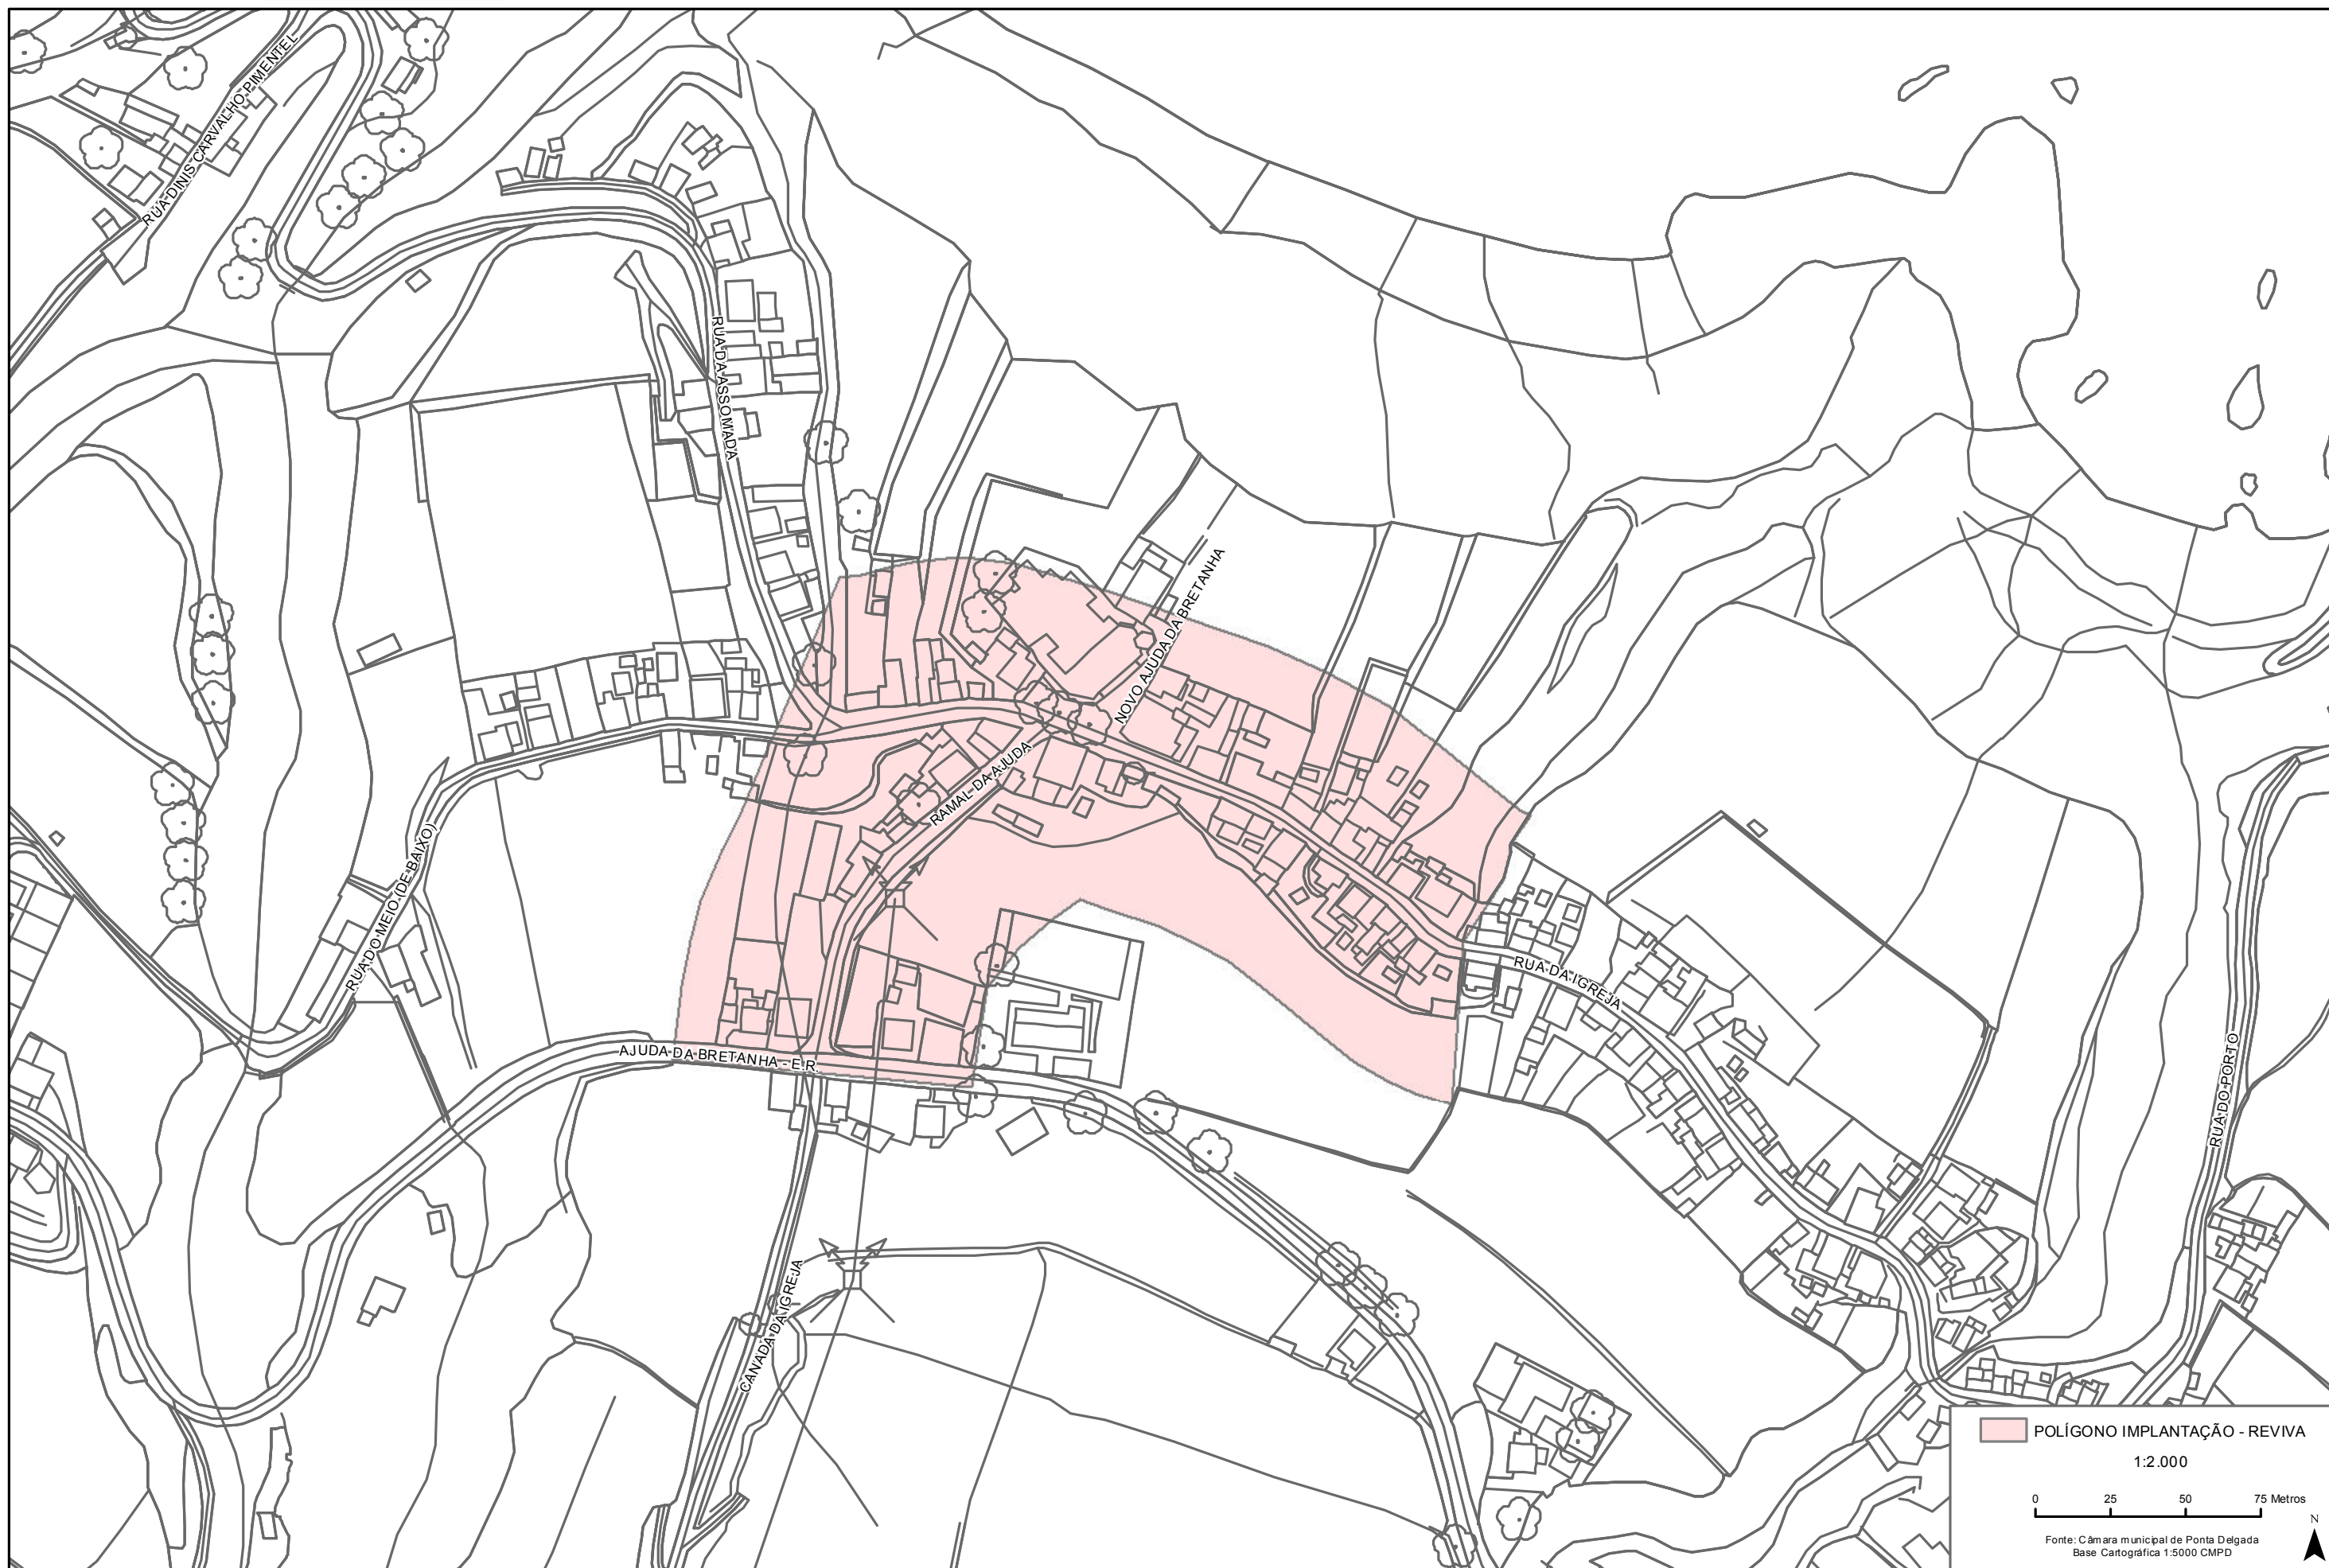 RUA DINIS CARVALHO PIMENTEL
RUA DA ASSOMADA
NOVO AJUDA DA BRETANHA
RAMAL DA AJUDA
RUA DO MEIO (DE BAIXO)
RUA DA IGREJA
AJUDA DA BRETANHA - E.R.
RUA DO PORTO
CANADA DA IGREJA
POLÍGONO IMPLANTAÇÃO - REVIVA
1:2.000
0 25 50 75 Metros
N
Fonte: Câmara municipal de Ponta Delgada
Base Cartográfica 1:5000 CMPD